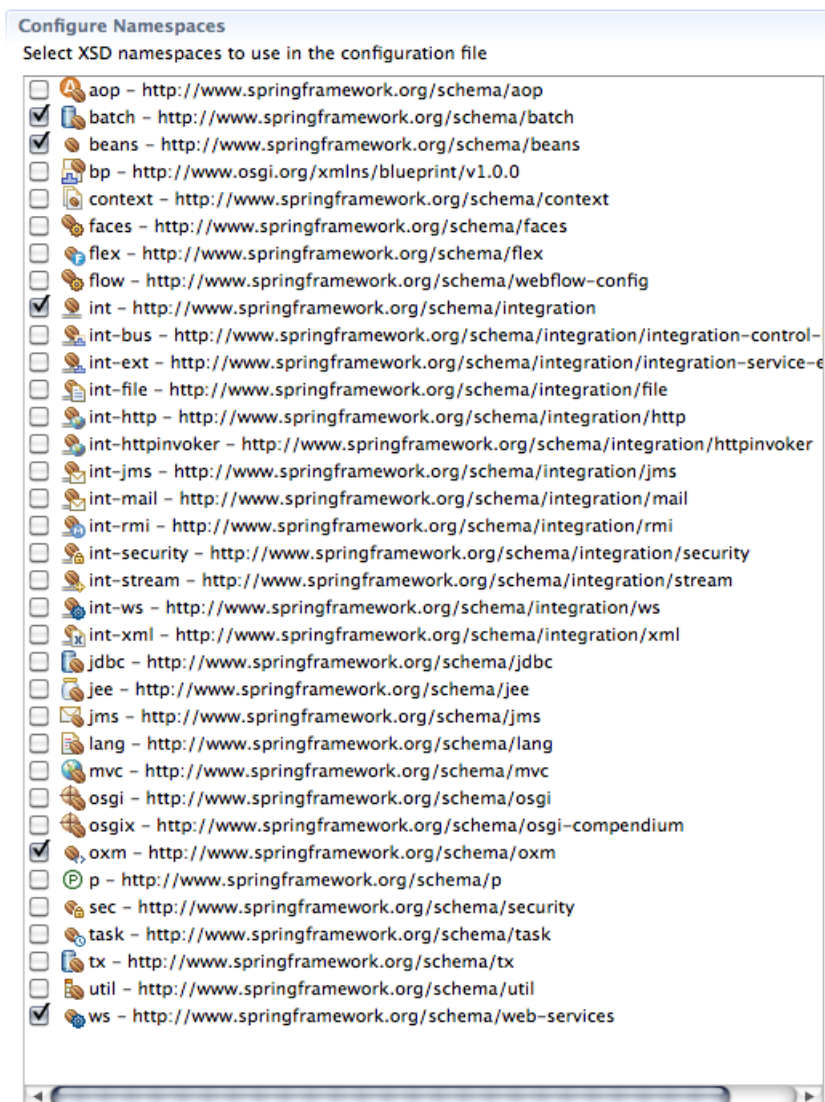 Configure Namespaces
Select XSD namespaces to use in the configuration file
aop – http://www.springframework.org/schema/aop
batch – http://www.springframework.org/schema/batch
beans – http://www.springframework.org/schema/beans
bp – http://www.osgi.org/xmlns/blueprint/v1.0.0
context – http://www.springframework.org/schema/context
faces – http://www.springframework.org/schema/faces
flex – http://www.springframework.org/schema/flex
flow – http://www.springframework.org/schema/webflow-config
int – http://www.springframework.org/schema/integration
int-bus – http://www.springframework.org/schema/integration/integration-control-
int-ext – http://www.springframework.org/schema/integration/integration-service-e
int-file – http://www.springframework.org/schema/integration/file
int-http – http://www.springframework.org/schema/integration/http
int-httpinvoker – http://www.springframework.org/schema/integration/httpinvoker
int-jms – http://www.springframework.org/schema/integration/jms
int-mail – http://www.springframework.org/schema/integration/mail
int-rmi – http://www.springframework.org/schema/integration/rmi
int-security – http://www.springframework.org/schema/integration/security
int-stream – http://www.springframework.org/schema/integration/stream
int-ws – http://www.springframework.org/schema/integration/ws
int-xml – http://www.springframework.org/schema/integration/xml
jdbc – http://www.springframework.org/schema/jdbc
jee – http://www.springframework.org/schema/jee
jms – http://www.springframework.org/schema/jms
lang – http://www.springframework.org/schema/lang
mvc – http://www.springframework.org/schema/mvc
osgi – http://www.springframework.org/schema/osgi
osgix – http://www.springframework.org/schema/osgi-compendium
oxm – http://www.springframework.org/schema/oxm
p – http://www.springframework.org/schema/p
sec – http://www.springframework.org/schema/security
task – http://www.springframework.org/schema/task
tx – http://www.springframework.org/schema/tx
util – http://www.springframework.org/schema/util
ws – http://www.springframework.org/schema/web-services